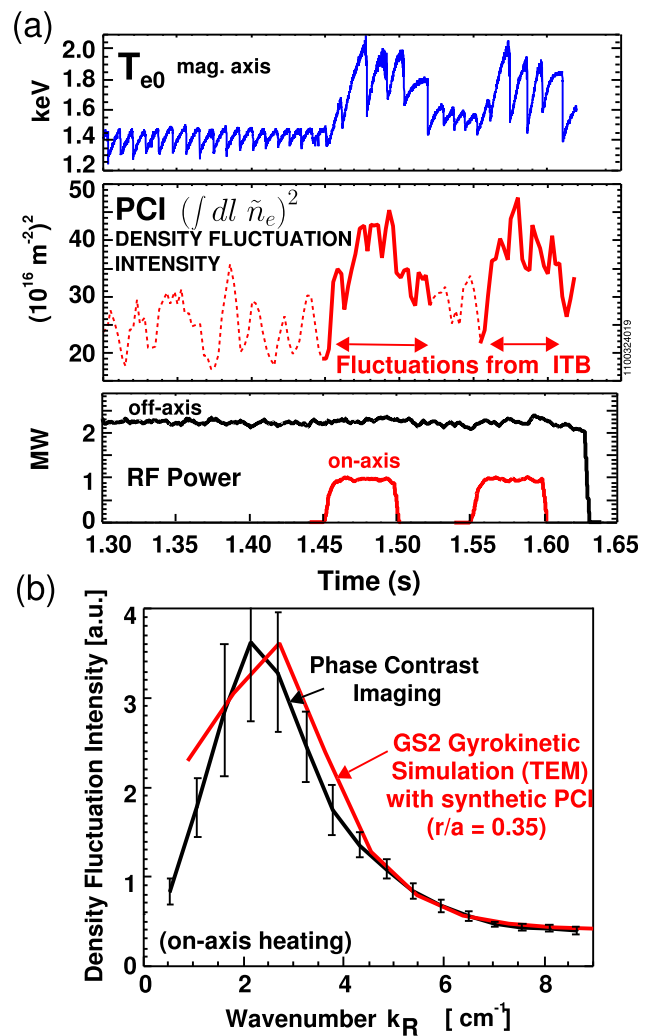 (a)
T_e0 mag. axis
keV
2.0
1.8
1.6
1.4
1.2
PCI (∫ dl ñ_e)^2
DENSITY FLUCTUATION
INTENSITY
(10^16 m^-2)^2
50
40
30
20
Fluctuations from ITB
1100324019
off-axis
MW
2
1
0
on-axis
RF Power
1.30 1.35 1.40 1.45 1.50 1.55 1.60 1.65
Time (s)
(b)
Density Fluctuation Intensity [a.u.]
4
3
2
1
0
Phase Contrast
Imaging
GS2 Gyrokinetic
Simulation (TEM)
with synthetic PCI
(r/a = 0.35)
(on-axis heating)
0 2 4 6 8
Wavenumber k_R [ cm^-1]